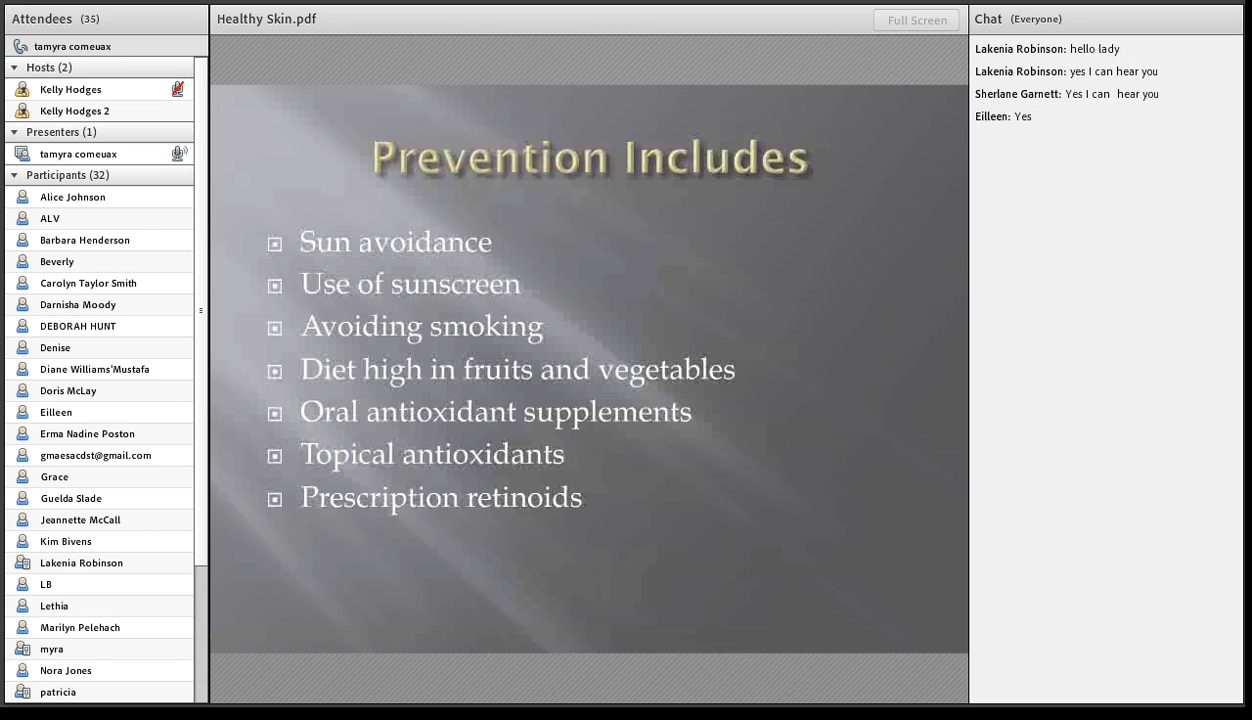 Attendees (35)
tamyra comeuax
Hosts (2)
Kelly Hodges
Kelly Hodges 2
Presenters (1)
tamyra comeuax
Participants (32)
Alice Johnson
ALV
Barbara Henderson
Beverly
Carolyn Taylor Smith
Darnisha Moody
DEBORAH HUNT
Denise
Diane Williams'Mustafa
Doris McLay
Eilleen
Erma Nadine Poston
gmaesacdst@gmail.com
Grace
Guelda Slade
Jeannette McCall
Kim Bivens
Lakenia Robinson
LB
Lethia
Marilyn Pelehach
myra
Nora Jones
patricia
Healthy Skin.pdf
Full Screen
Prevention Includes
Sun avoidance
Use of sunscreen
Avoiding smoking
Diet high in fruits and vegetables
Oral antioxidant supplements
Topical antioxidants
Prescription retinoids
Chat (Everyone)
Lakenia Robinson: hello lady
Lakenia Robinson: yes I can hear you
Sherlane Garnett: Yes I can hear you
Eilleen: Yes